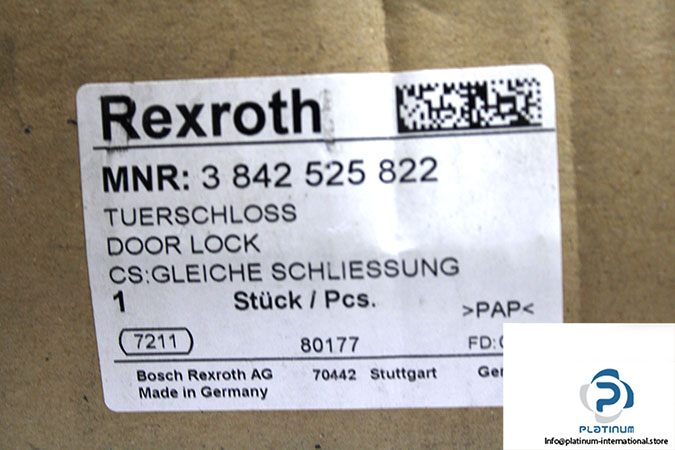 Rexroth
MNR: 3 842 525 822
TUERSCHLOSS
DOOR LOCK
CS:GLEICHE SCHLIESSUNG
1 Stück / Pcs.
>PAP<
7211 80177 FD:
Bosch Rexroth AG 70442 Stuttgart
Made in Germany
PLATINUM
Info@platinum-international.store